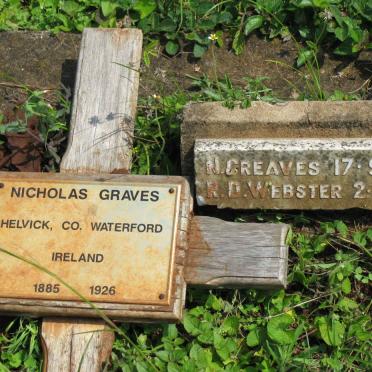 NICHOLAS GRAVES
HELVICK, CO. WATERFORD
IRELAND
1885 1926
N. GREAVES 17-
R. D. WEBSTER 2-